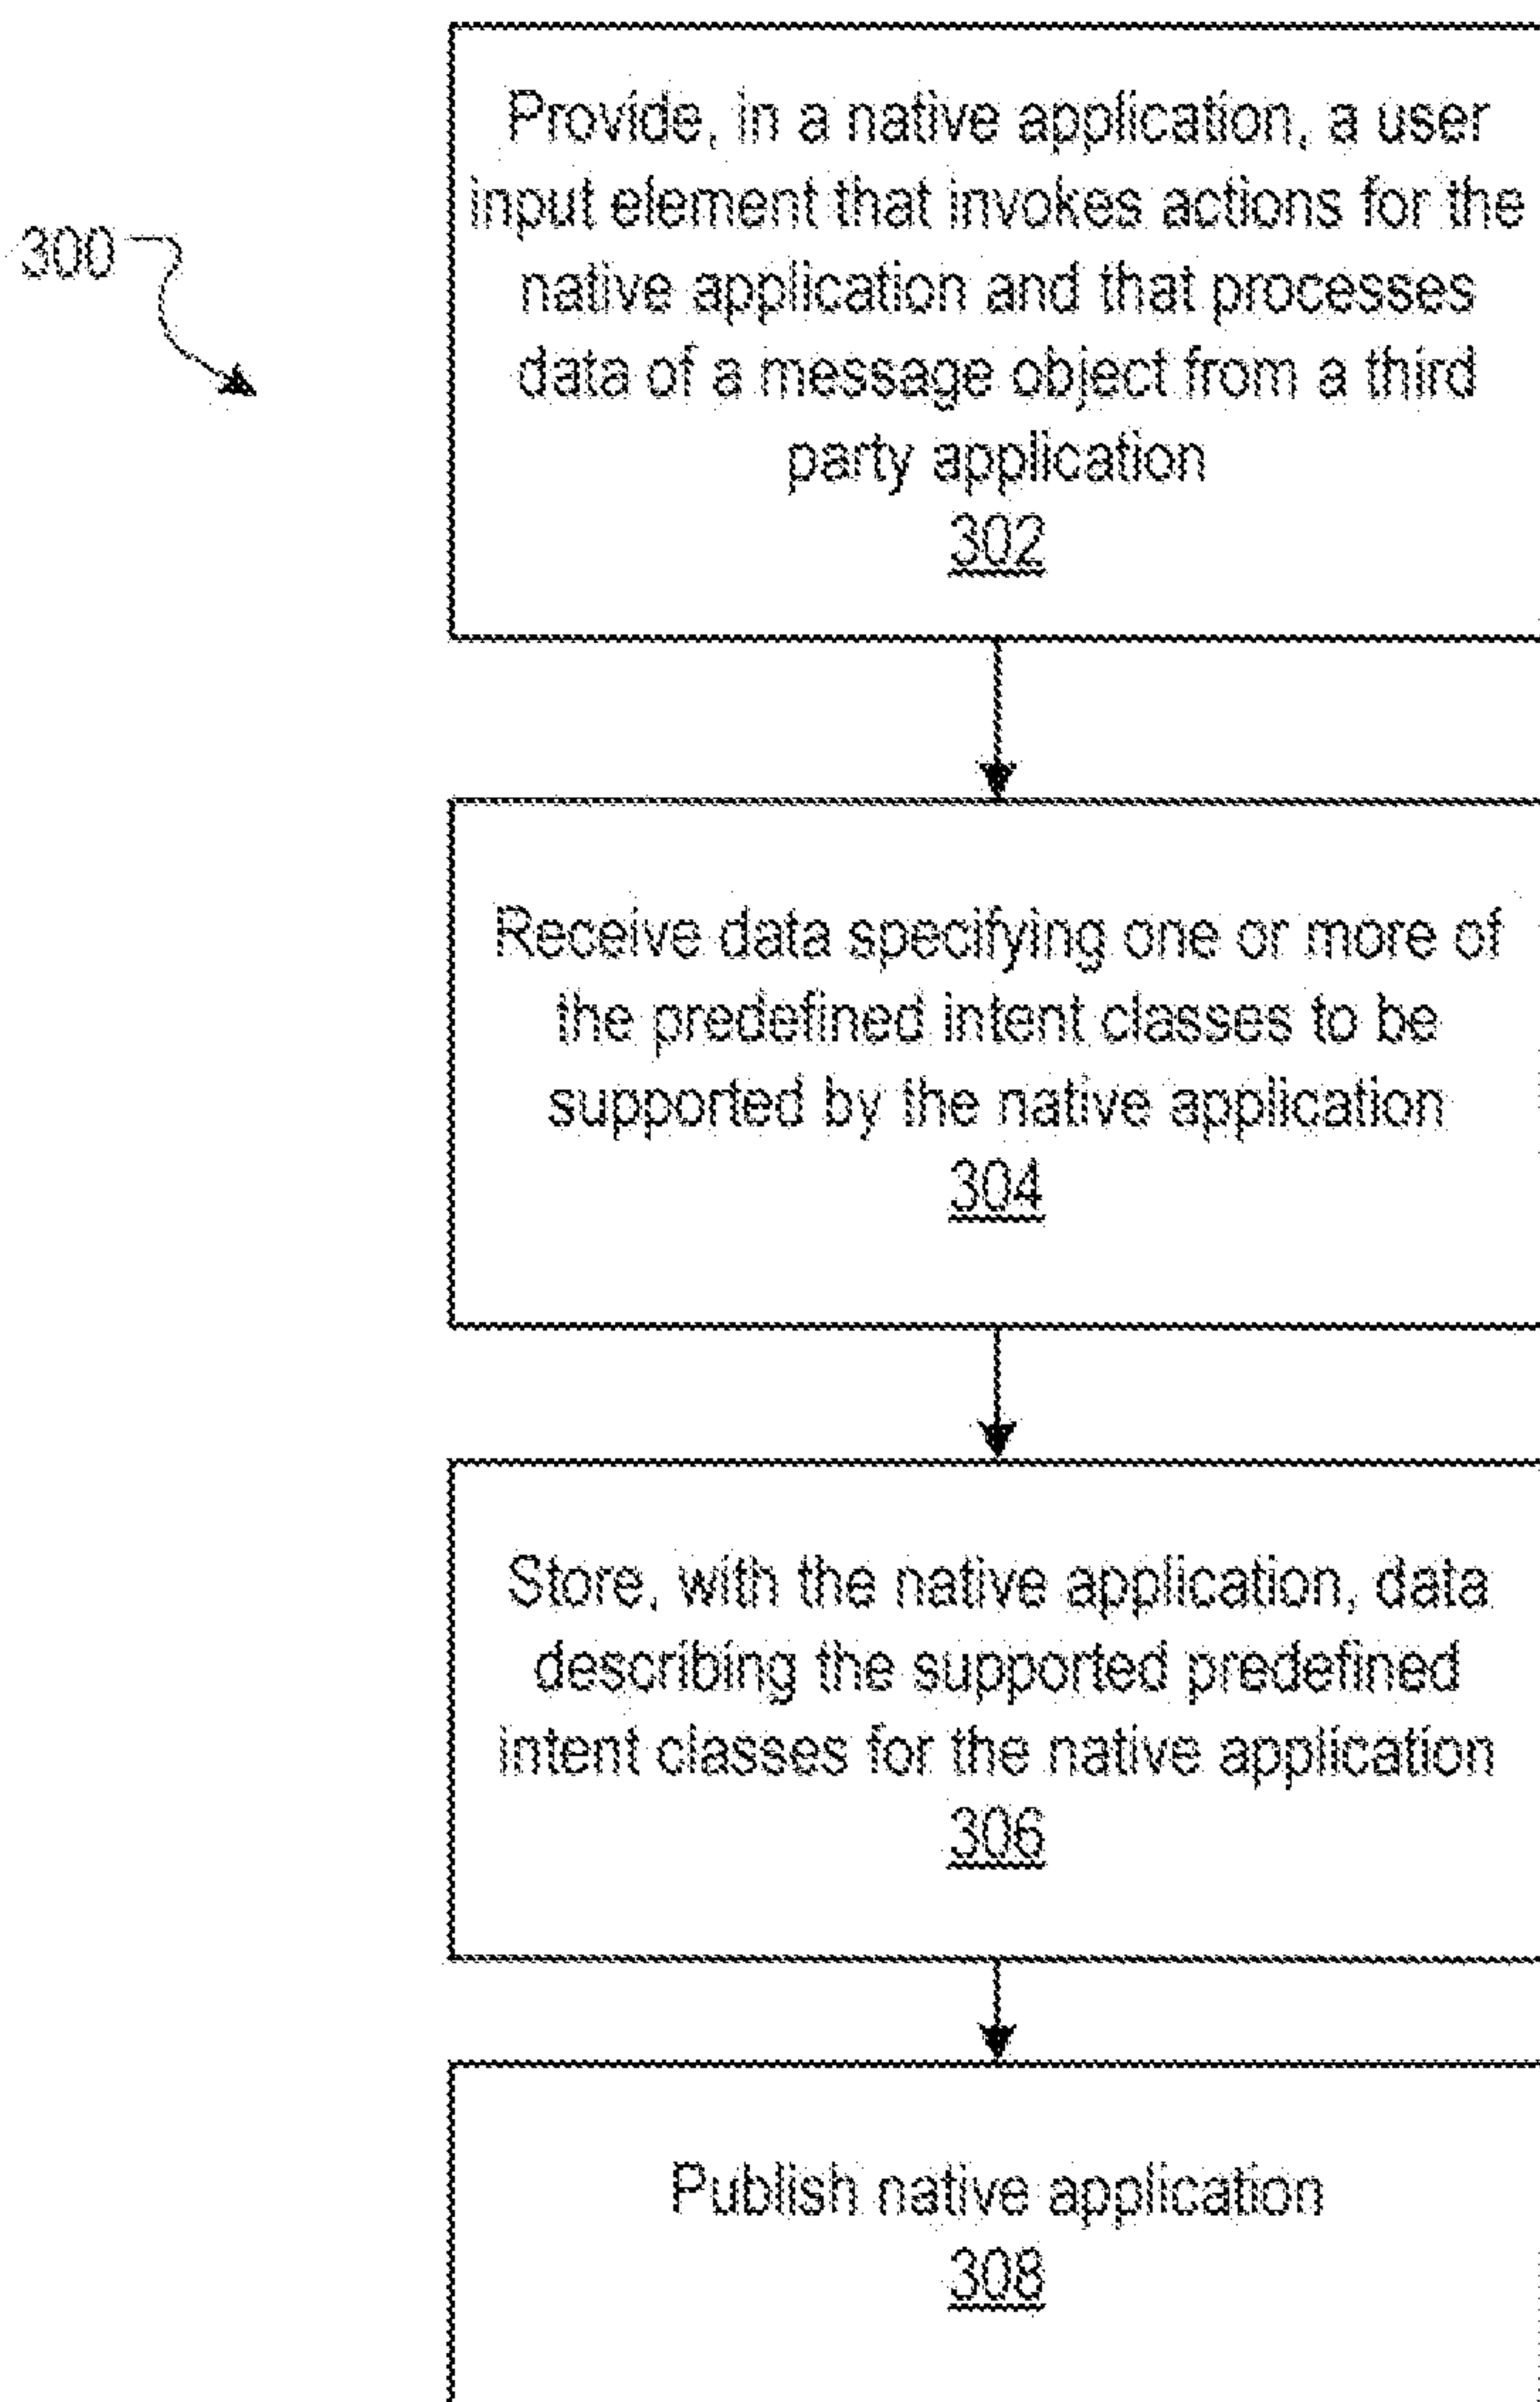 300
Provide, in a native application, a user
input element that invokes actions for the
native application and that processes
data of a message object from a third
party application
302
Receive data specifying one or more of
the predefined intent classes to be
supported by the native application
304
Store, with the native application, data
describing the supported predefined
intent classes for the native application
306
Publish native application
308